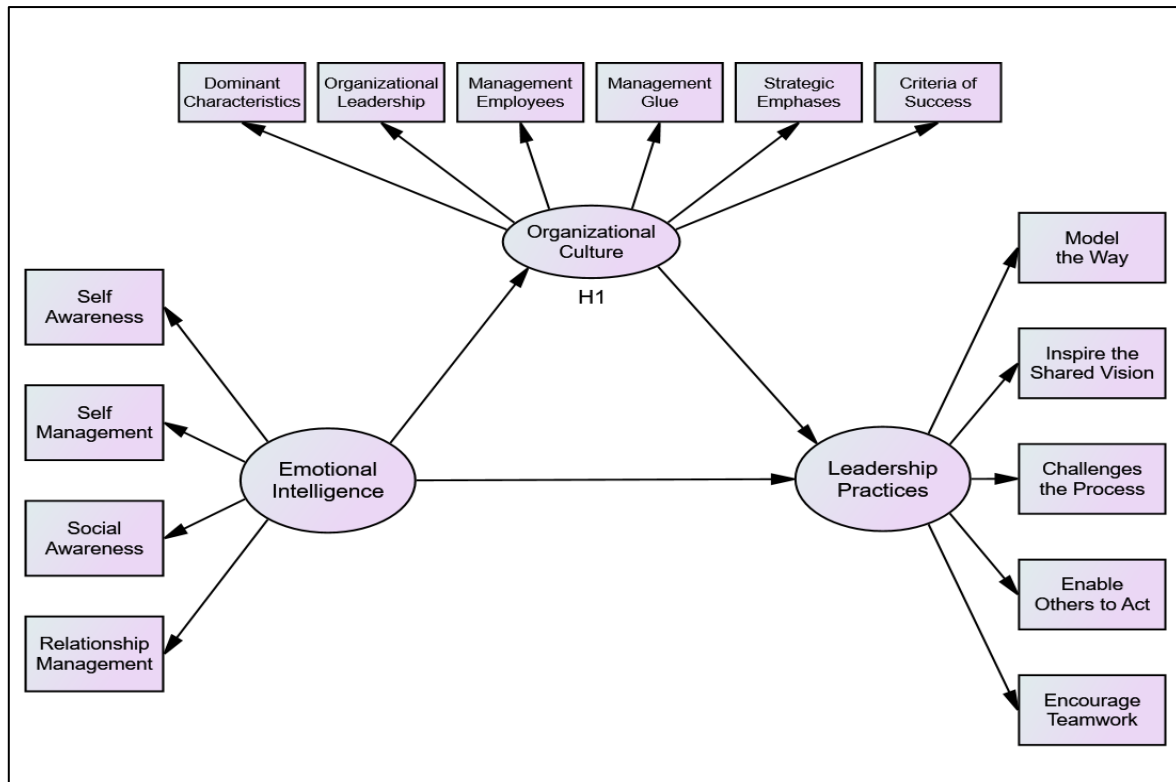 Dominant
Characteristics
Organizational
Leadership
Management
Employees
Management
Glue
Strategic
Emphases
Criteria of
Success
Organizational
Culture
H1
Model
the Way
Self
Awareness
Inspire the
Shared Vision
Self
Management
Emotional
Intelligence
Leadership
Practices
Challenges
the Process
Social
Awareness
Enable
Others to Act
Relationship
Management
Encourage
Teamwork